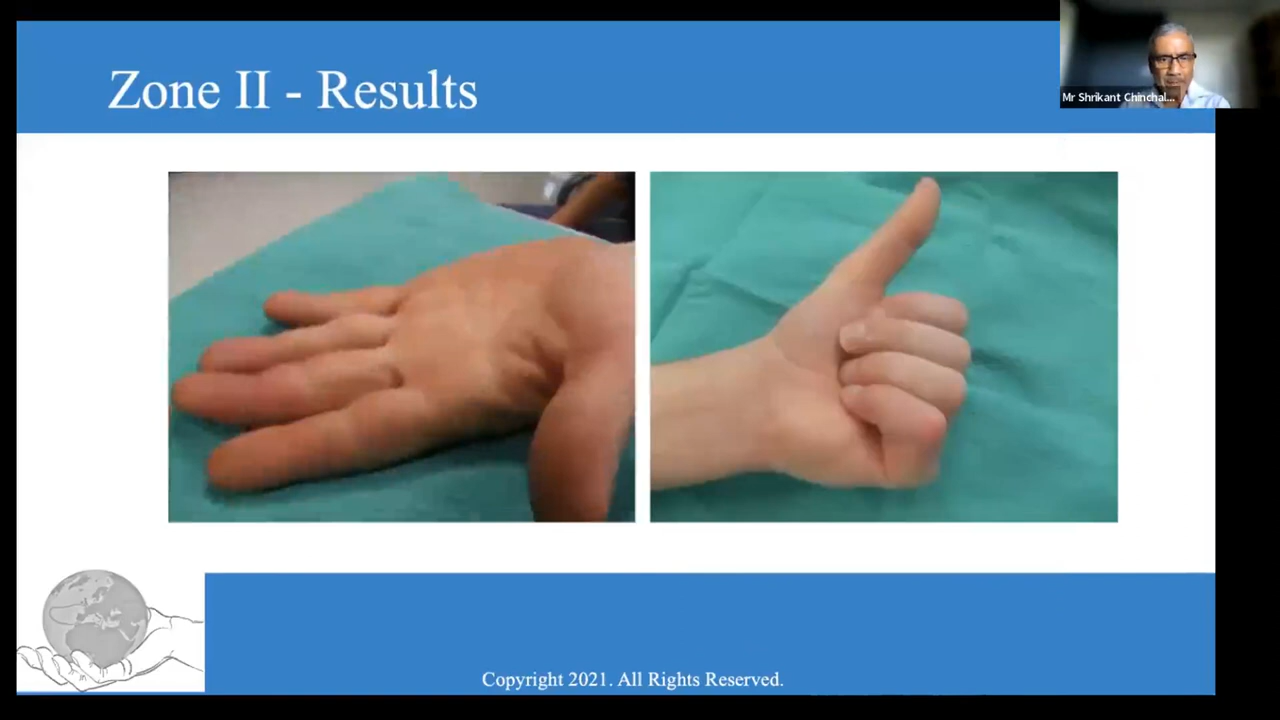 Zone II - Results
Mr Shrikant Chinchal...
Copyright 2021. All Rights Reserved.